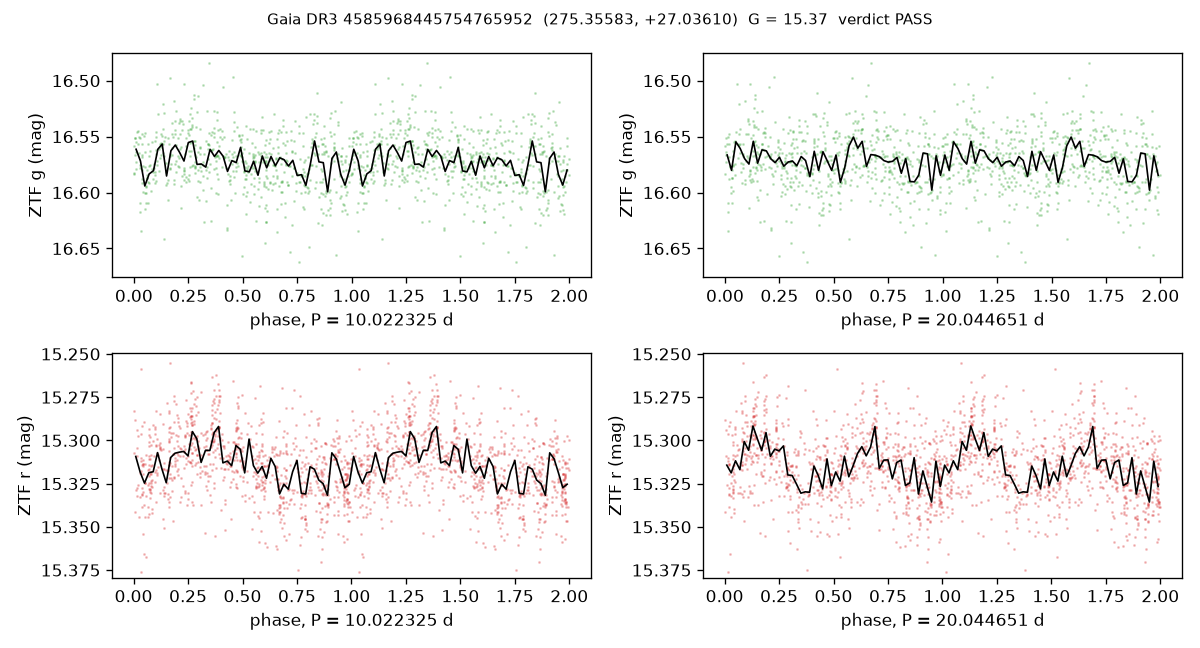 Gaia DR3 4585968445754765952 (275.35583, +27.03610) G = 15.37 verdict PASS
ZTF g (mag)
16.50
16.55
16.60
16.65
0.00 0.25 0.50 0.75 1.00 1.25 1.50 1.75 2.00
phase, P = 10.022325 d
ZTF g (mag)
16.50
16.55
16.60
16.65
0.00 0.25 0.50 0.75 1.00 1.25 1.50 1.75 2.00
phase, P = 20.044651 d
ZTF r (mag)
15.250
15.275
15.300
15.325
15.350
15.375
0.00 0.25 0.50 0.75 1.00 1.25 1.50 1.75 2.00
phase, P = 10.022325 d
ZTF r (mag)
15.250
15.275
15.300
15.325
15.350
15.375
0.00 0.25 0.50 0.75 1.00 1.25 1.50 1.75 2.00
phase, P = 20.044651 d